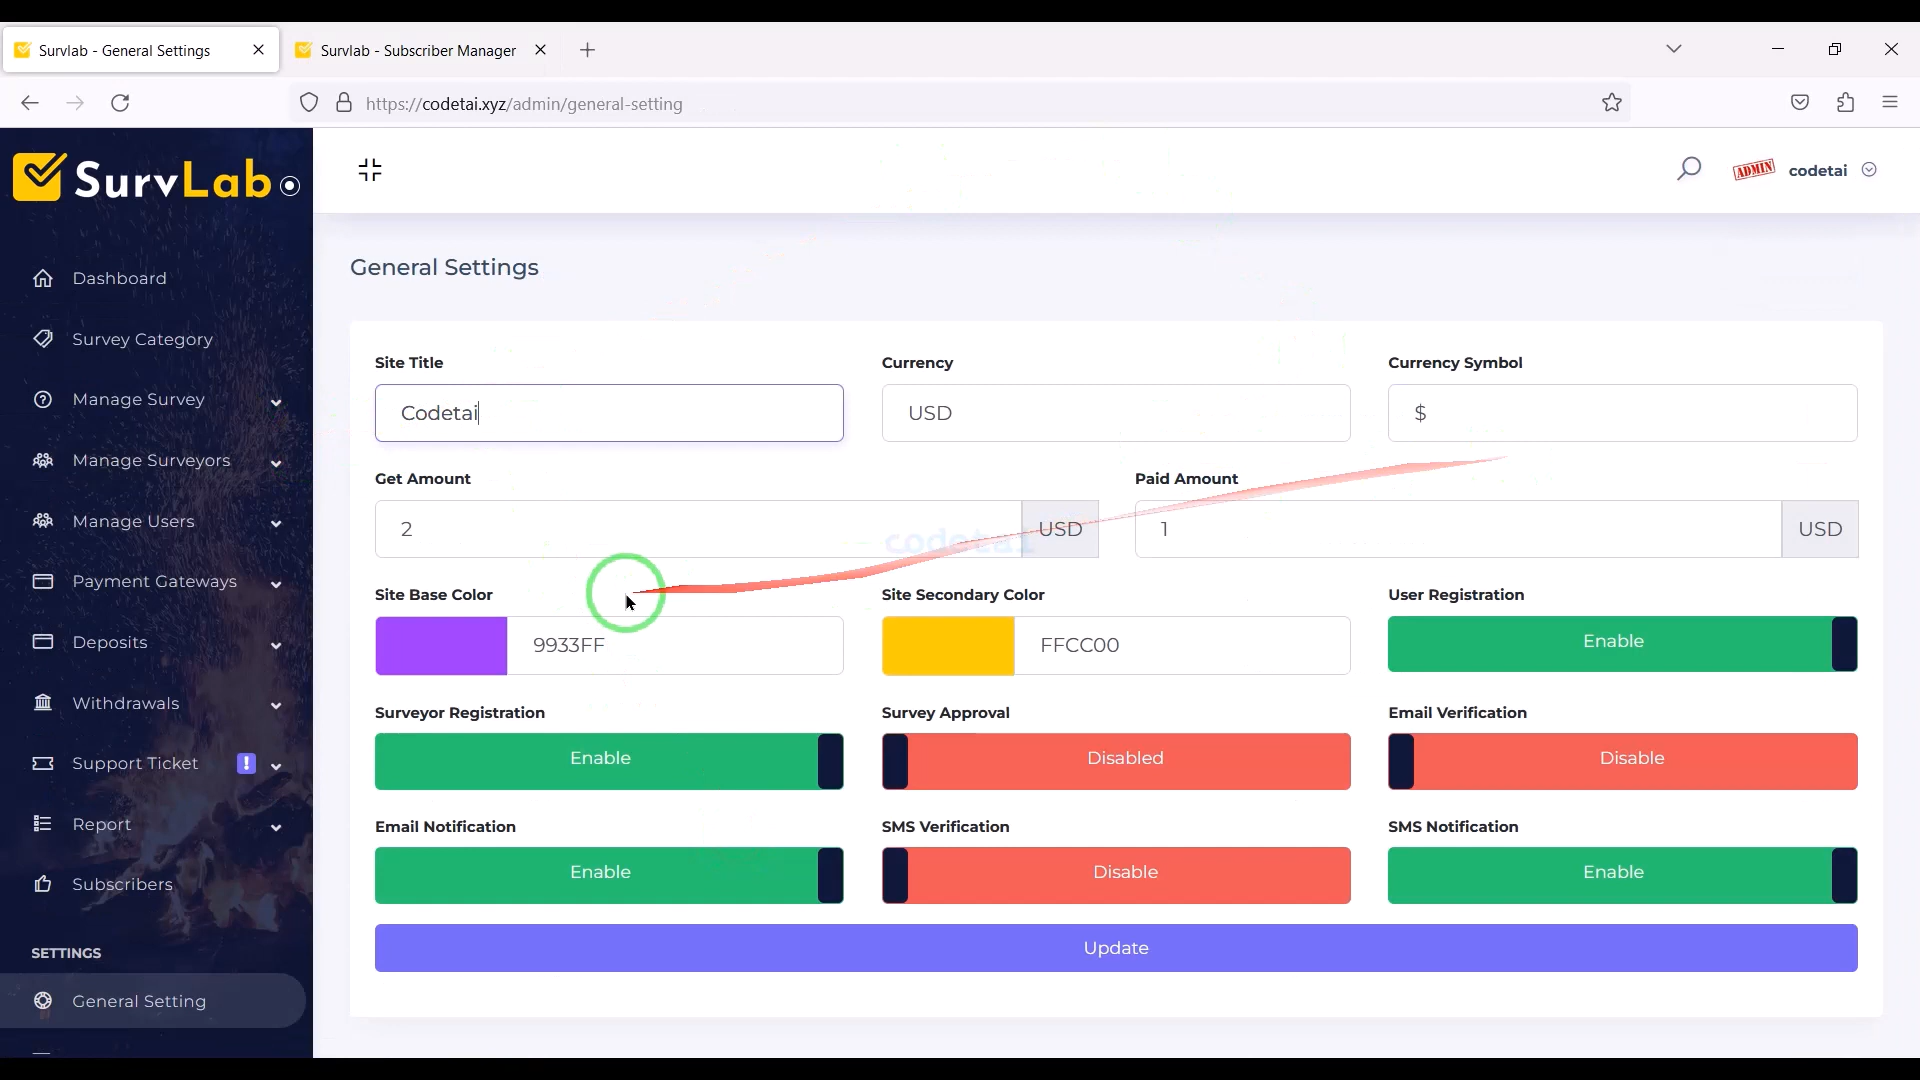 Survlab - General Settings
Survlab - Subscriber Manager
https://codetai.xyz/admin/general-setting
SurvLab
ADMIN
codetai
Dashboard
Survey Category
Manage Survey
Manage Surveyors
Manage Users
Payment Gateways
Deposits
Withdrawals
Support Ticket !
Report
Subscribers
SETTINGS
General Setting
General Settings
Site Title
Currency
Currency Symbol
Codetai
USD
$
Get Amount
Paid Amount
2
USD
1
USD
codetai
Site Base Color
Site Secondary Color
User Registration
9933FF
FFCC00
Enable
Surveyor Registration
Survey Approval
Email Verification
Enable
Disabled
Disable
Email Notification
SMS Verification
SMS Notification
Enable
Disable
Enable
Update